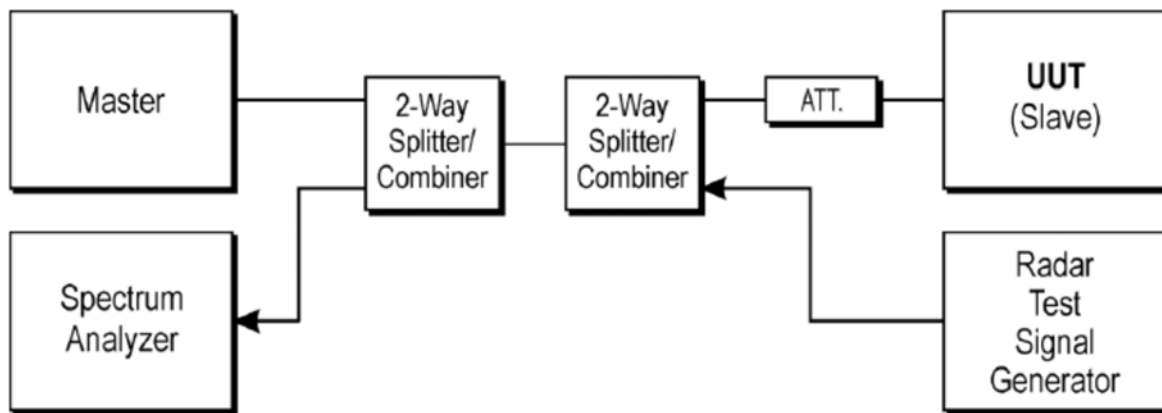 Master
2-Way
Splitter/
Combiner
2-Way
Splitter/
Combiner
ATT.
UUT
(Slave)
Spectrum
Analyzer
Radar
Test
Signal
Generator